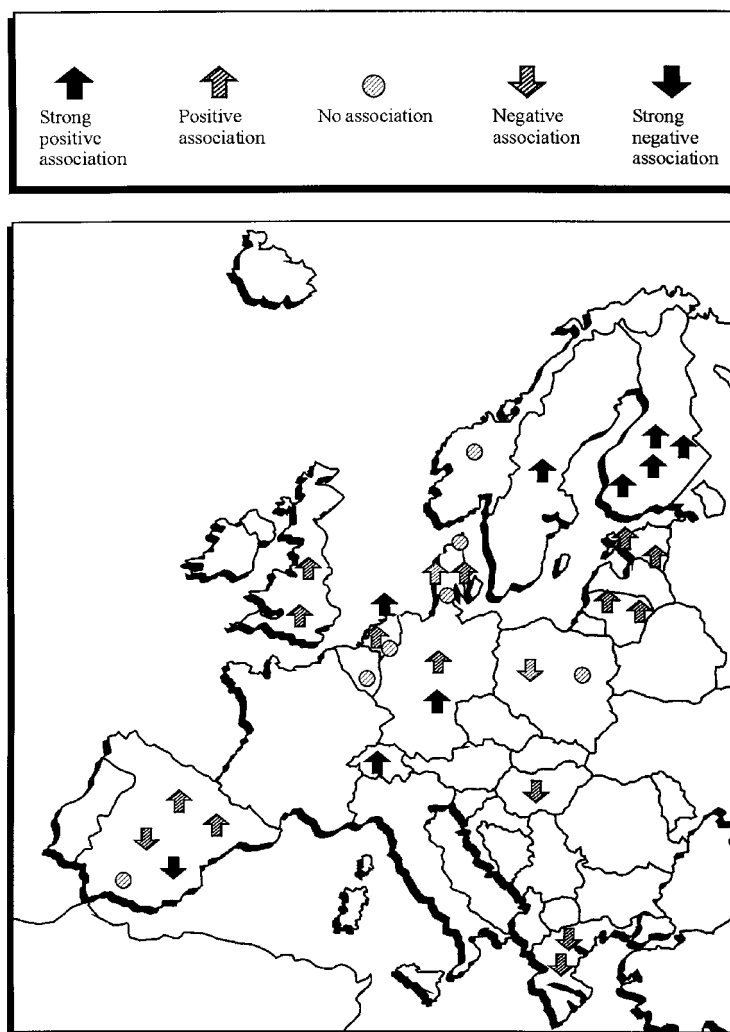 Strong
positive
association
Positive
association
No association
Negative
association
Strong
negative
association